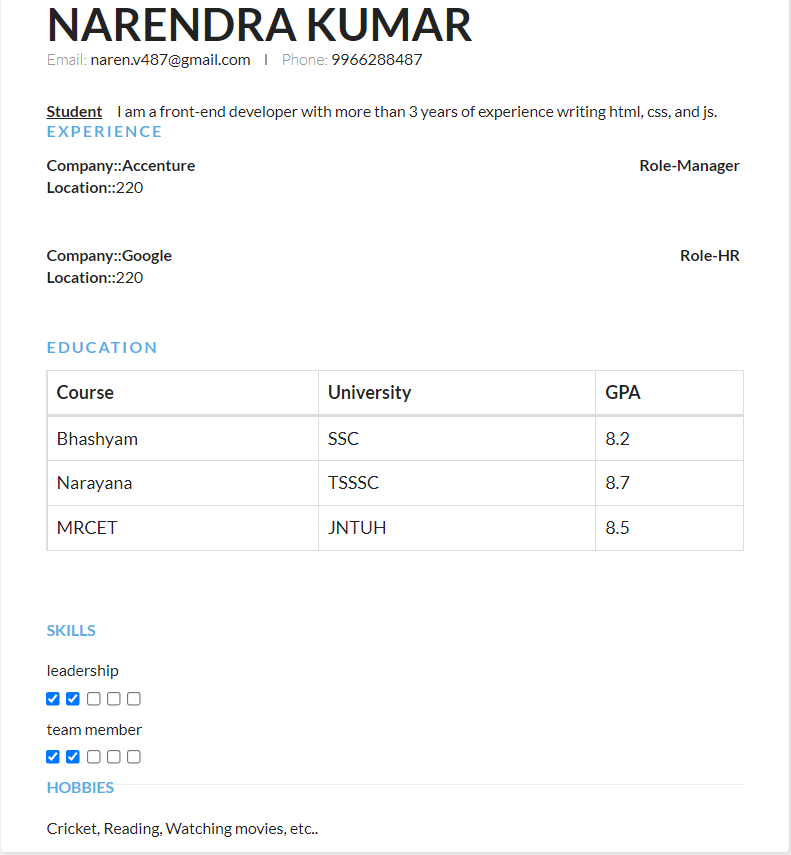 NARENDRA KUMAR
Email: naren.v487@gmail.com | Phone: 9966288487
Student I am a front-end developer with more than 3 years of experience writing html, css, and js.
EXPERIENCE
Company::Accenture Role-Manager
Location::220
Company::Google Role-HR
Location::220
EDUCATION
Course University GPA
Bhashyam SSC 8.2
Narayana TSSSC 8.7
MRCET JNTUH 8.5
SKILLS
leadership
team member
HOBBIES
Cricket, Reading, Watching movies, etc..